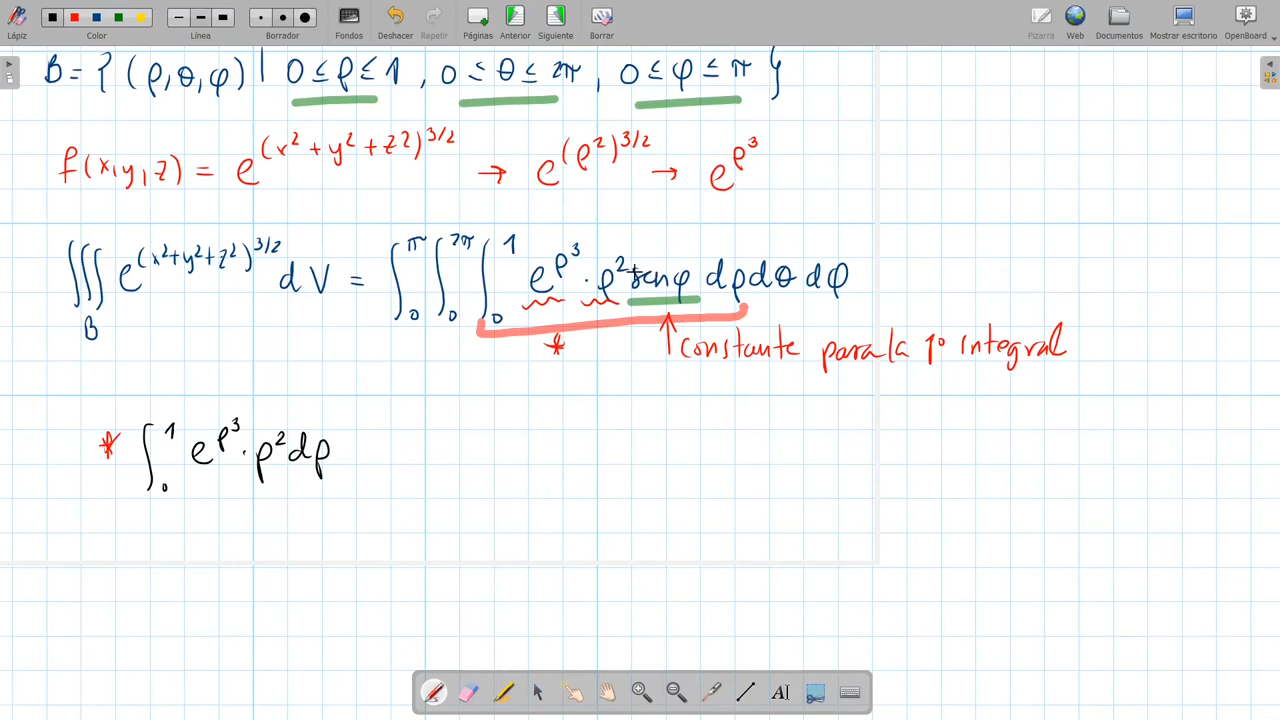 Lápiz Color Línea Borrador Fondos Deshacer Repetir Páginas Anterior Siguiente Borrar Pizarra Web Documentos Mostrar escritorio OpenBoard
B = { (ρ, θ, φ) | 0 ≤ ρ ≤ 1 , 0 ≤ θ ≤ 2π , 0 ≤ φ ≤ π }
f(x,y,z) = e^(x²+y²+z²)^3/2 → e^(ρ²)^3/2 → e^ρ³
∭_B e^(x²+y²+z²)^3/2 dV = ∫_0^π ∫_0^2π ∫_0^1 e^ρ³ · ρ² sen φ dρ dθ dφ
* ↑ Constante para la 1º integral
* ∫_0^1 e^ρ³ · ρ² dρ